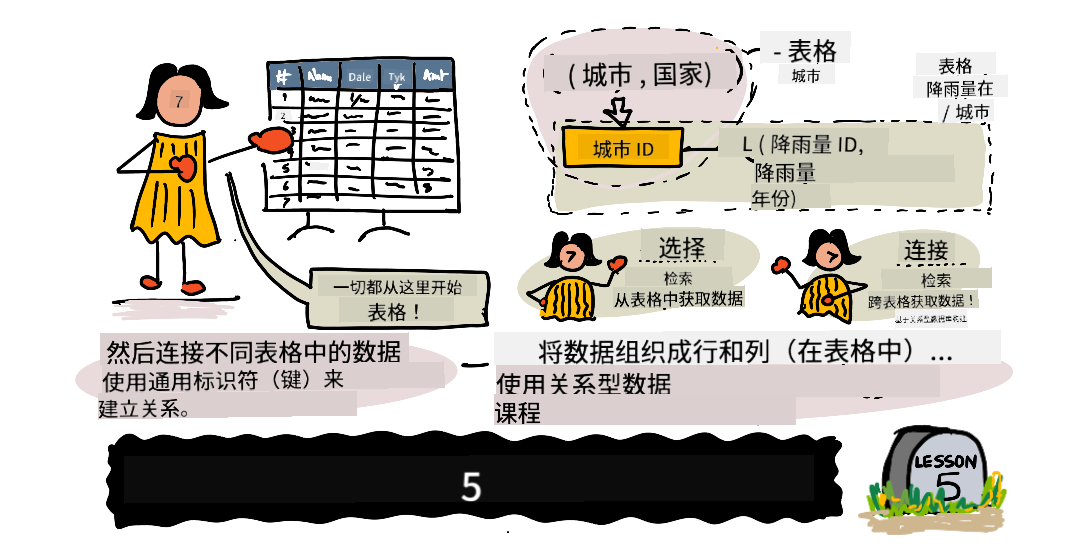 7
# Nam Dale Tyk Amt
1
2
3
4
5
6
7
一切都从这里开始
表格！
( 城市 , 国家)
城市 ID
- 表格
城市
表格
降雨量在
/ 城市
L ( 降雨量 ID,
降雨量
年份)
选择
检索
从表格中获取数据
连接
检索
跨表格获取数据！
然后连接不同表格中的数据
使用通用标识符（键）来
建立关系。
将数据组织成行和列（在表格中）...
使用关系型数据
课程
5
LESSON
5